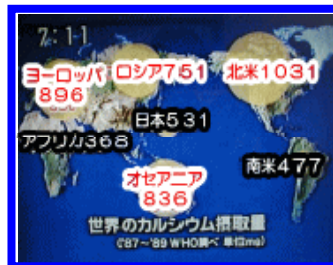 7:11
ヨーロッパ
896
ロシア751
北米1031
日本531
アフリカ368
オセアニア
836
南米477
世界のカルシウム摂取量
('87～'89 WHO調べ 単位mg)